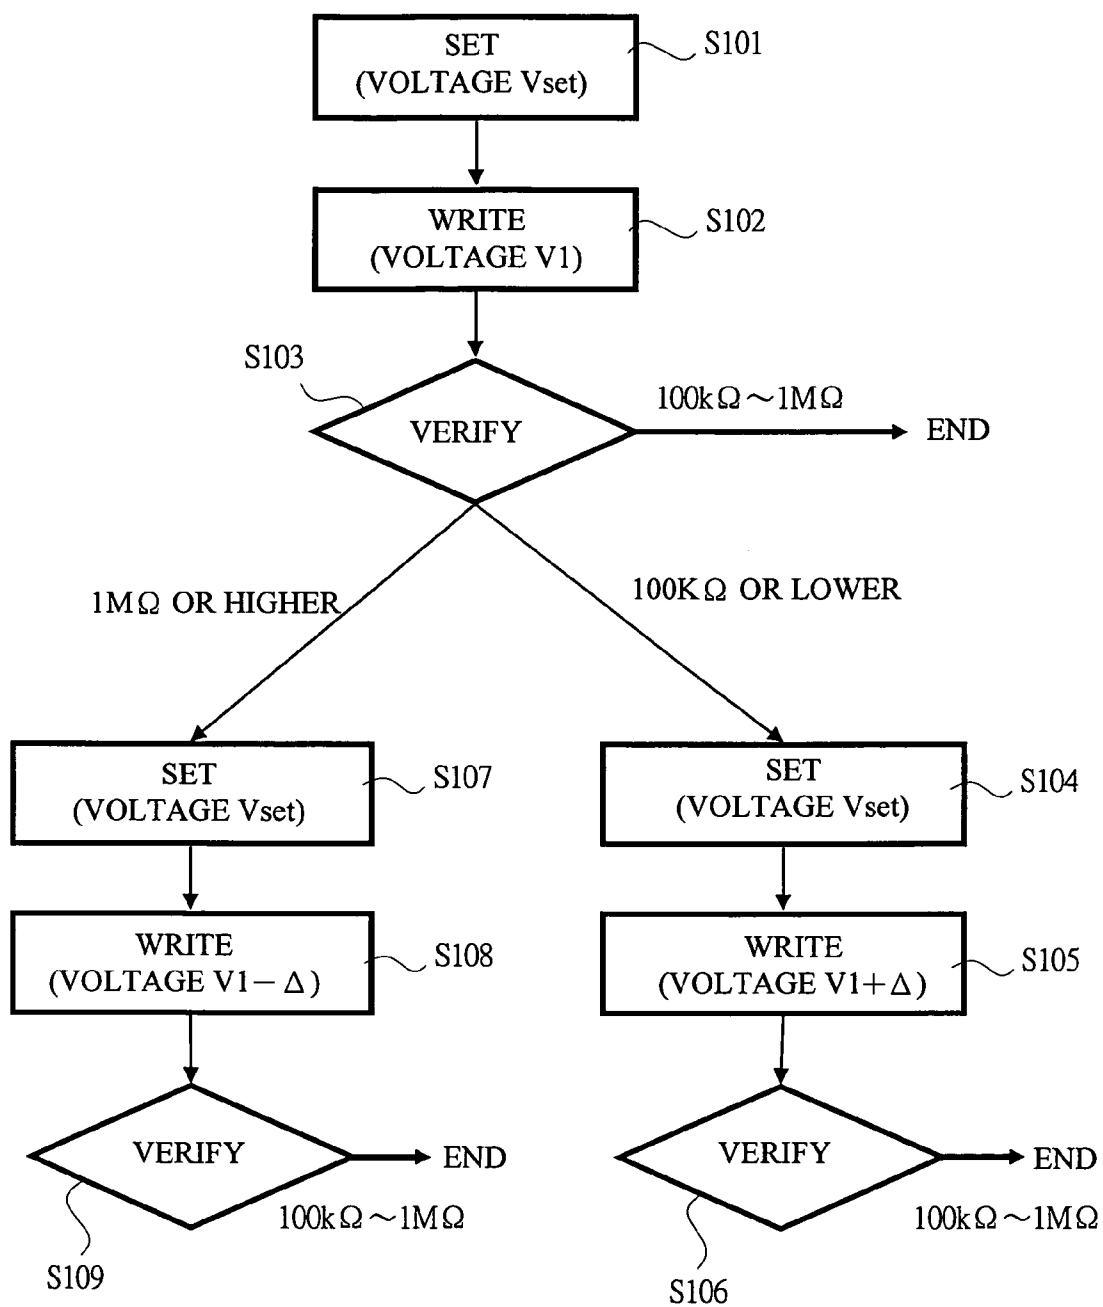 SET
(VOLTAGE Vset)
S101
WRITE
(VOLTAGE V1)
S102
S103
VERIFY
100kΩ～1MΩ
END
1MΩ OR HIGHER
100KΩ OR LOWER
SET
(VOLTAGE Vset)
S107
SET
(VOLTAGE Vset)
S104
WRITE
(VOLTAGE V1－Δ)
S108
WRITE
(VOLTAGE V1+Δ)
S105
VERIFY
END
100kΩ～1MΩ
S109
VERIFY
END
100kΩ～1MΩ
S106